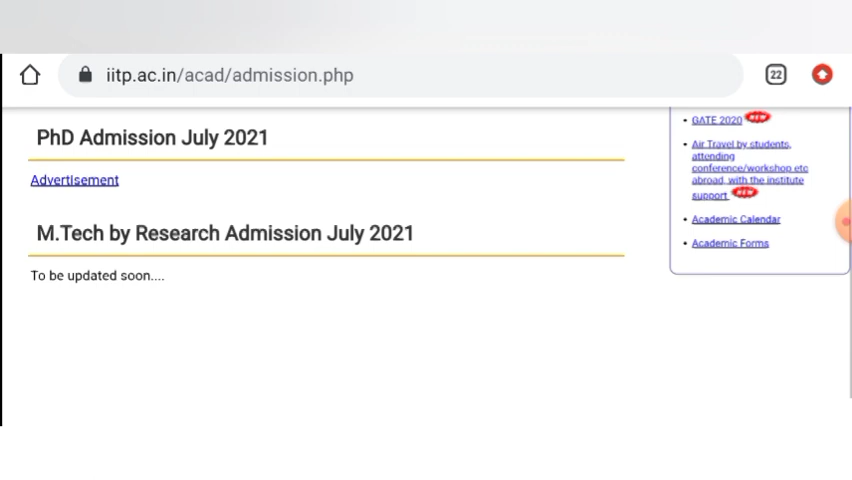 iitp.ac.in/acad/admission.php
22
PhD Admission July 2021
Advertisement
M.Tech by Research Admission July 2021
To be updated soon....
GATE 2020 NEW
Air Travel by students,
attending
conference/workshop etc
abroad, with the institute
support NEW
Academic Calendar
Academic Forms